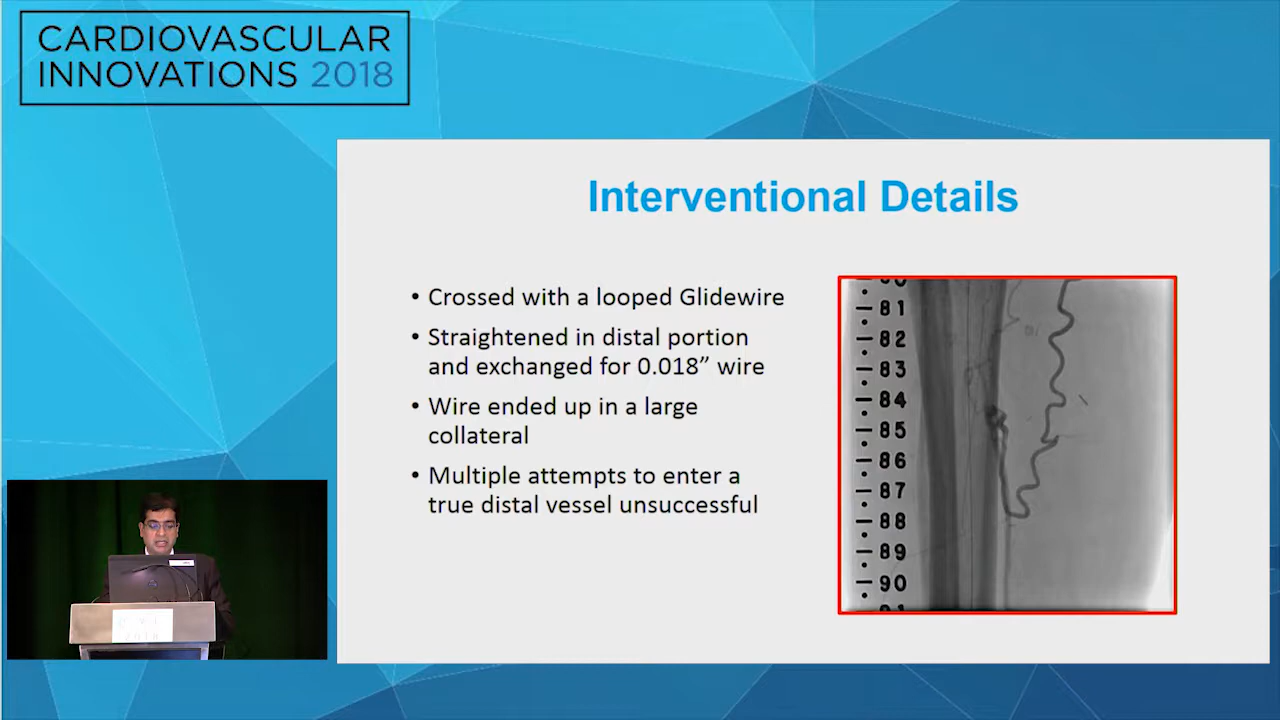 CARDIOVASCULAR
INNOVATIONS 2018
Interventional Details
• Crossed with a looped Glidewire
• Straightened in distal portion
and exchanged for 0.018” wire
• Wire ended up in a large
collateral
• Multiple attempts to enter a
true distal vessel unsuccessful
81
82
83
84
85
86
87
88
89
90
C V I
2018